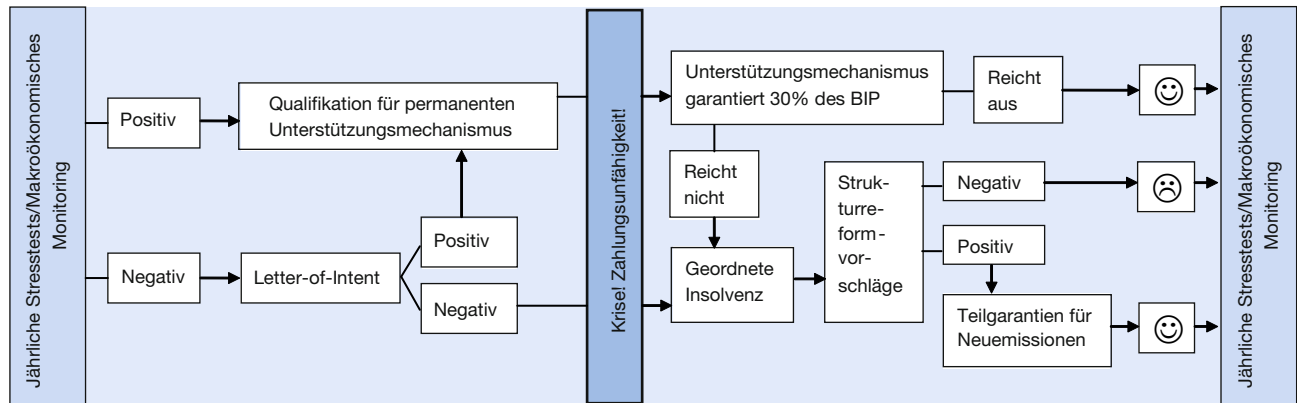 Jährliche Stresstests/Makroökonomisches
Monitoring
Positiv
Qualifikation für permanenten
Unterstützungsmechanismus
Negativ
Letter-of-Intent
Positiv
Negativ
Krise! Zahlungsunfähigkeit!
Unterstützungsmechanismus
garantiert 30% des BIP
Reicht
aus
Reicht
nicht
Geordnete
Insolvenz
Struk-
turre-
form-
vor-
schläge
Negativ
Positiv
Teilgarantien für
Neuemissionen
Jährliche Stresstests/Makroökonomisches
Monitoring